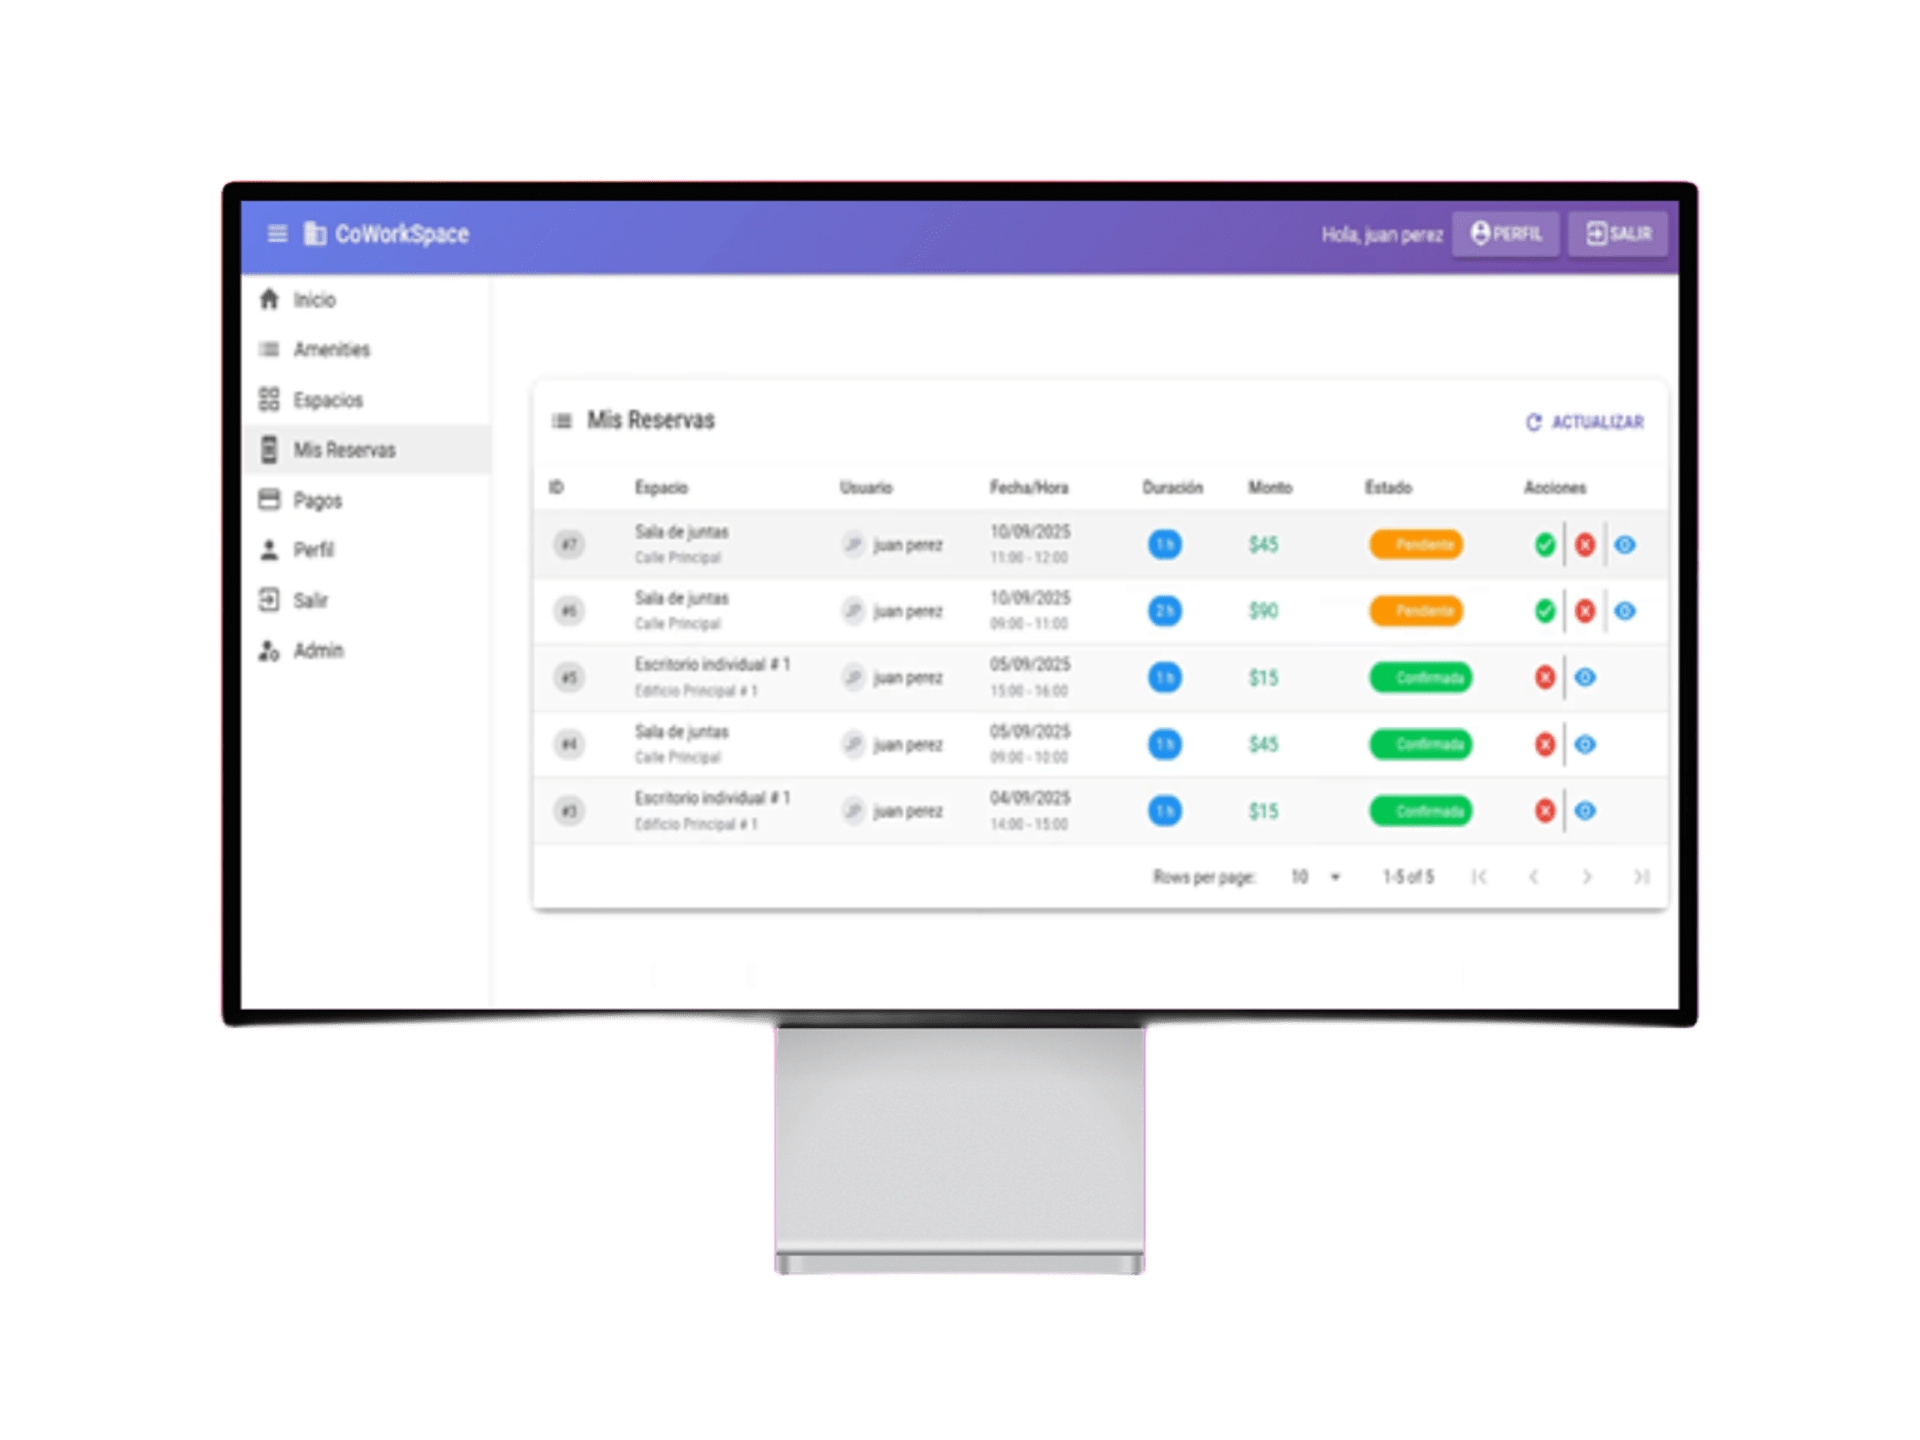 CoWorkSpace
Hola, juan perez
PERFIL
SALIR
Inicio
Amenities
Espacios
Mis Reservas
Pagos
Perfil
Salir
Admin
Mis Reservas
ACTUALIZAR
ID Espacio Usuario Fecha/Hora Duración Monto Estado Acciones
#7 Sala de juntas JP juan perez 10/09/2025 1 h $45 Pendiente
Calle Principal 11:00 - 12:00
#6 Sala de juntas JP juan perez 10/09/2025 2 h $90 Pendiente
Calle Principal 09:00 - 11:00
#5 Escritorio individual # 1 JP juan perez 05/09/2025 1 h $15 Confirmada
Edificio Principal # 1 15:00 - 16:00
#4 Sala de juntas JP juan perez 05/09/2025 1 h $45 Confirmada
Calle Principal 09:00 - 10:00
#3 Escritorio individual # 1 JP juan perez 04/09/2025 1 h $15 Confirmada
Edificio Principal # 1 14:00 - 15:00
Rows per page: 10 1-5 of 5